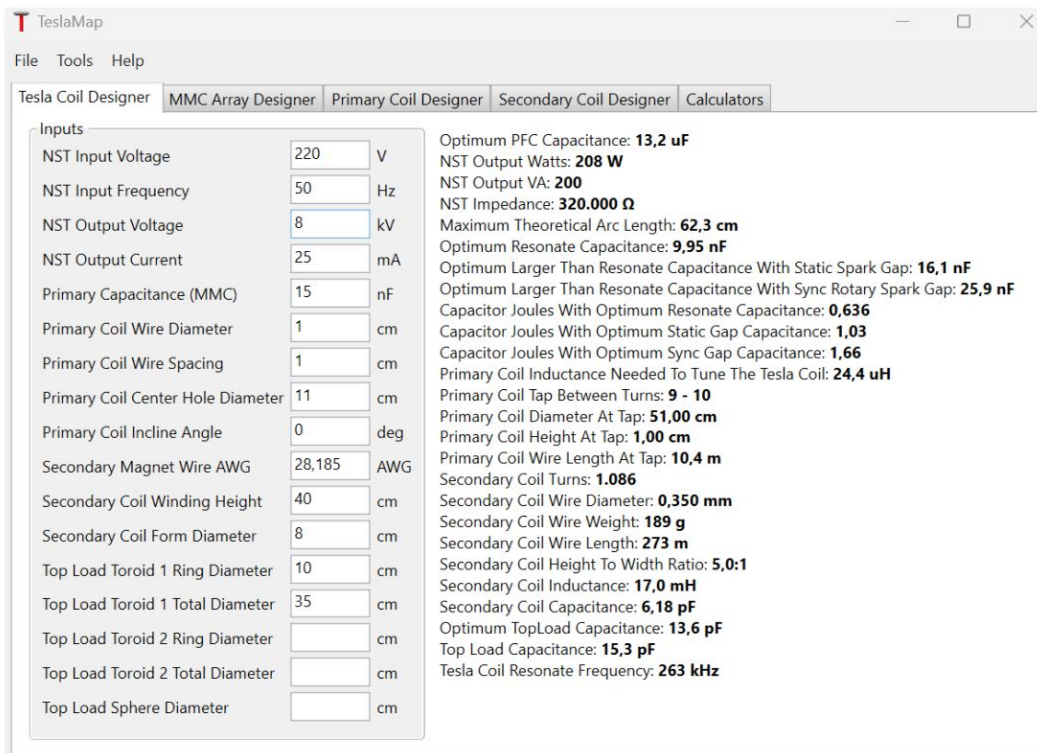 TeslaMap
File Tools Help
Tesla Coil Designer MMC Array Designer Primary Coil Designer Secondary Coil Designer Calculators
Inputs
NST Input Voltage 220 V
NST Input Frequency 50 Hz
NST Output Voltage 8 kV
NST Output Current 25 mA
Primary Capacitance (MMC) 15 nF
Primary Coil Wire Diameter 1 cm
Primary Coil Wire Spacing 1 cm
Primary Coil Center Hole Diameter 11 cm
Primary Coil Incline Angle 0 deg
Secondary Magnet Wire AWG 28,185 AWG
Secondary Coil Winding Height 40 cm
Secondary Coil Form Diameter 8 cm
Top Load Toroid 1 Ring Diameter 10 cm
Top Load Toroid 1 Total Diameter 35 cm
Top Load Toroid 2 Ring Diameter cm
Top Load Toroid 2 Total Diameter cm
Top Load Sphere Diameter cm
Optimum PFC Capacitance: 13,2 uF
NST Output Watts: 208 W
NST Output VA: 200
NST Impedance: 320.000 Ω
Maximum Theoretical Arc Length: 62,3 cm
Optimum Resonate Capacitance: 9,95 nF
Optimum Larger Than Resonate Capacitance With Static Spark Gap: 16,1 nF
Optimum Larger Than Resonate Capacitance With Sync Rotary Spark Gap: 25,9 nF
Capacitor Joules With Optimum Resonate Capacitance: 0,636
Capacitor Joules With Optimum Static Gap Capacitance: 1,03
Capacitor Joules With Optimum Sync Gap Capacitance: 1,66
Primary Coil Inductance Needed To Tune The Tesla Coil: 24,4 uH
Primary Coil Tap Between Turns: 9 - 10
Primary Coil Diameter At Tap: 51,00 cm
Primary Coil Height At Tap: 1,00 cm
Primary Coil Wire Length At Tap: 10,4 m
Secondary Coil Turns: 1.086
Secondary Coil Wire Diameter: 0,350 mm
Secondary Coil Wire Weight: 189 g
Secondary Coil Wire Length: 273 m
Secondary Coil Height To Width Ratio: 5,0:1
Secondary Coil Inductance: 17,0 mH
Secondary Coil Capacitance: 6,18 pF
Optimum TopLoad Capacitance: 13,6 pF
Top Load Capacitance: 15,3 pF
Tesla Coil Resonate Frequency: 263 kHz